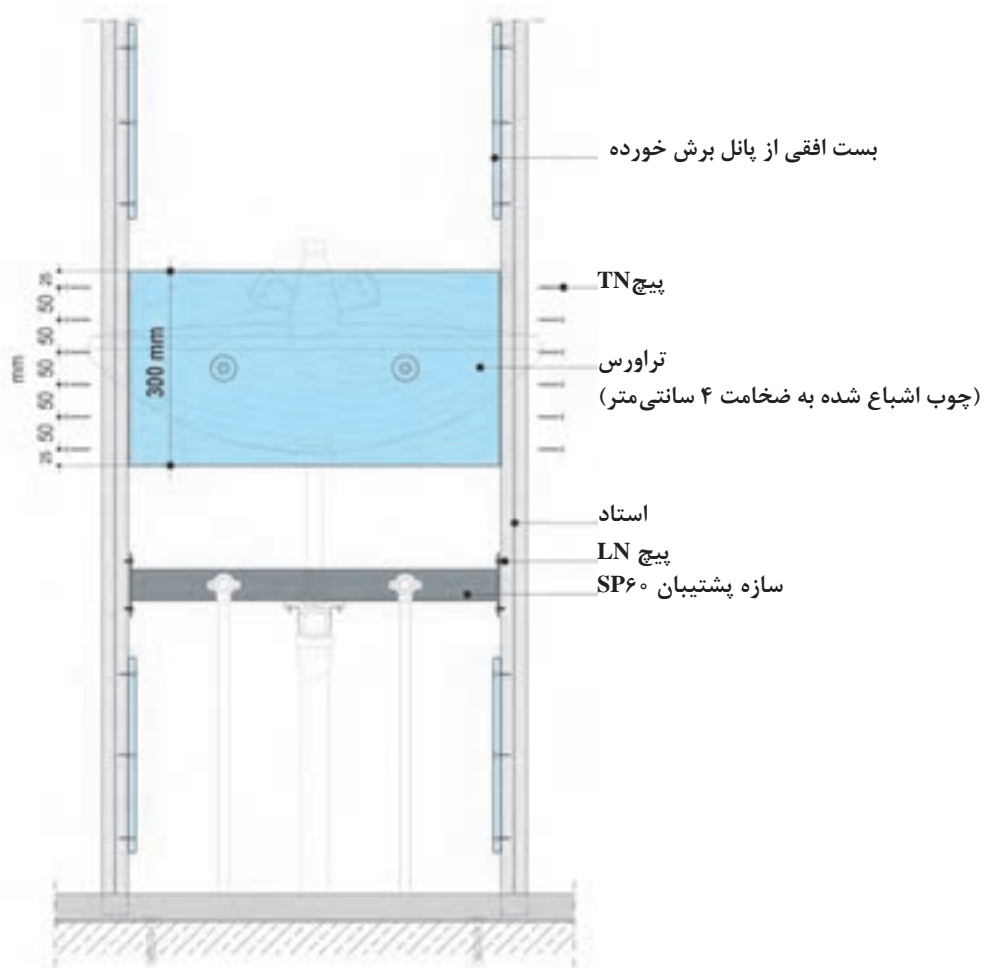 بست افقی از پانل برش خورده
پیچTN
تراورس
(چوب اشباع شده به ضخامت ۴ سانتی‌متر)
استاد
پیچ LN
سازه پشتیبان SP۶۰
mm
25
50
50
50
50
50
25
300 mm